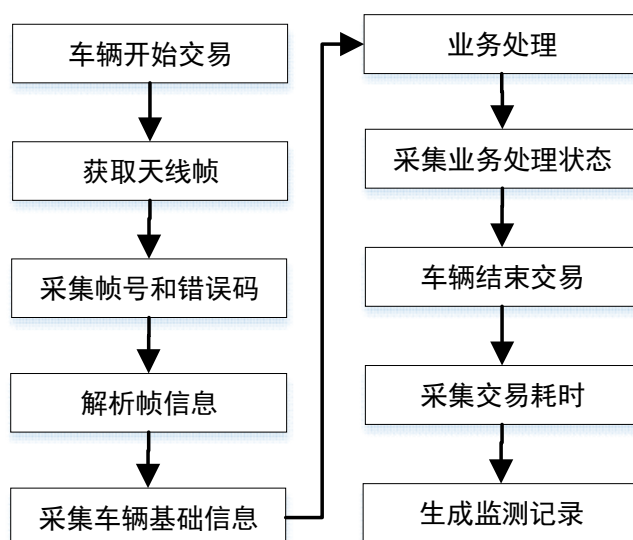 车辆开始交易
获取天线帧
采集帧号和错误码
解析帧信息
采集车辆基础信息
业务处理
采集业务处理状态
车辆结束交易
采集交易耗时
生成监测记录